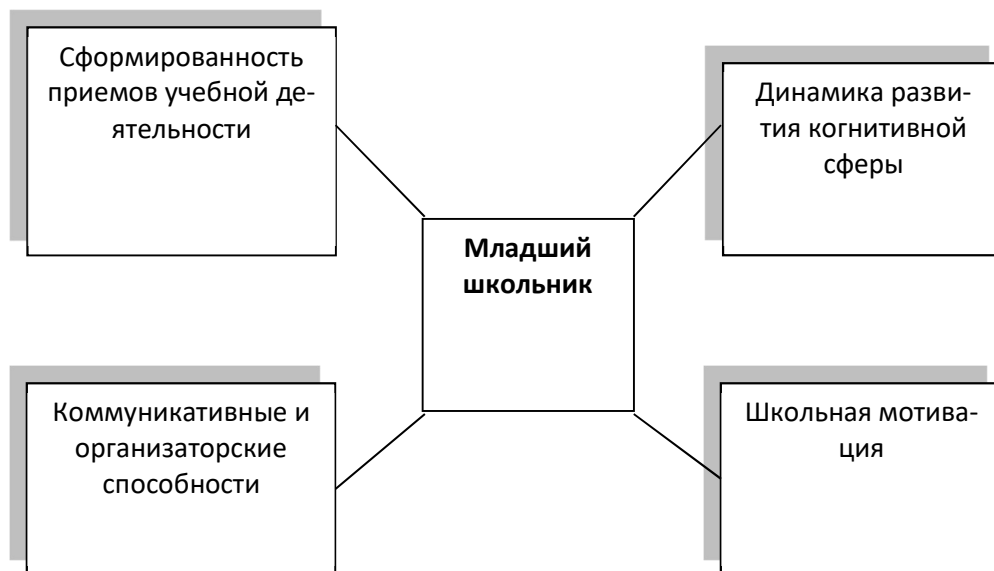 Сформированность
приемов учебной де-
ятельности
Динамика разви-
тия когнитивной
сферы
Младший
школьник
Коммуникативные и
организаторские
способности
Школьная мотива-
ция